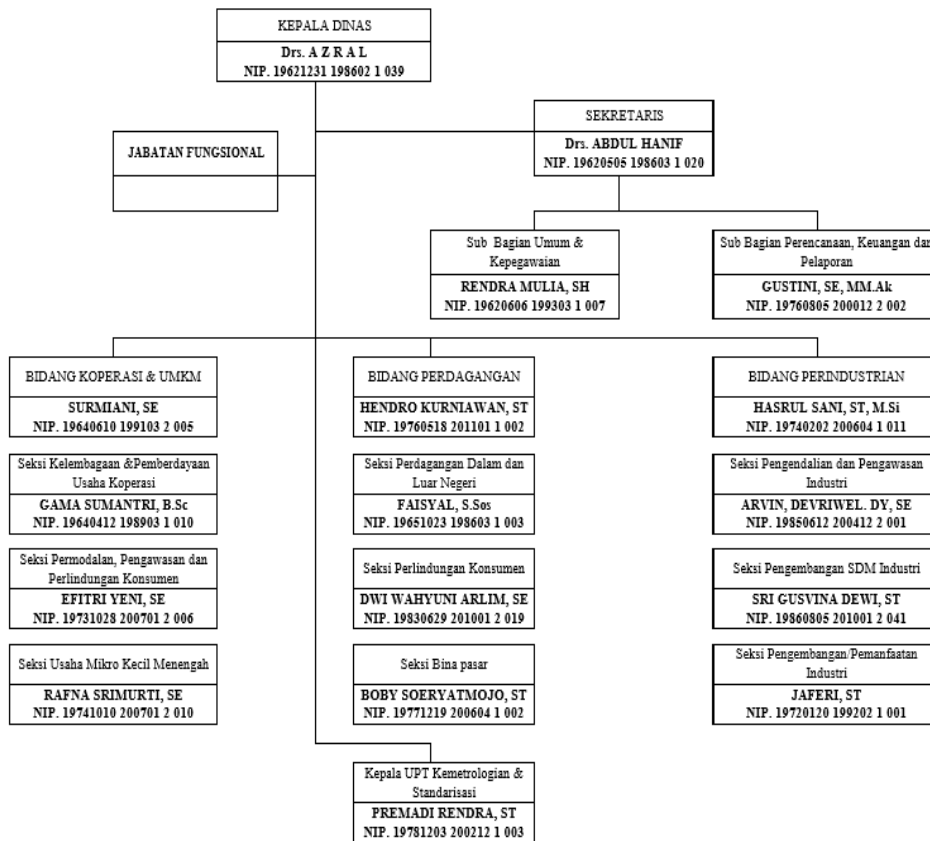 KEPALA DINAS
Drs. A Z R A L
NIP. 19621231 198602 1 039
SEKRETARIS
Drs. ABDUL HANIF
NIP. 19620505 198603 1 020
JABATAN FUNGSIONAL
Sub Bagian Umum &
Kepegawaian
RENDRA MULIA, SH
NIP. 19620606 199303 1 007
Sub Bagian Perencanaan, Keuangan dan
Pelaporan
GUSTINI, SE, MM.Ak
NIP. 19760805 200012 2 002
BIDANG KOPERASI & UMKM
SURMIANI, SE
NIP. 19640610 199103 2 005
BIDANG PERDAGANGAN
HENDRO KURNIAWAN, ST
NIP. 19760518 201101 1 002
BIDANG PERINDUSTRIAN
HASRUL SANI, ST, M.Si
NIP. 19740202 200604 1 011
Seksi Kelembagaan &Pemberdayaan
Usaha Koperasi
GAMA SUMANTRI, B.Sc
NIP. 19640412 198903 1 010
Seksi Perdagangan Dalam dan
Luar Negeri
FAISYAL, S.Sos
NIP. 19651023 198603 1 003
Seksi Pengendalian dan Pengawasan
Industri
ARVIN, DEVRIWEL. DY, SE
NIP. 19850612 200412 2 001
Seksi Permodalan, Pengawasan dan
Perlindungan Konsumen
EFITRI YENI, SE
NIP. 19731028 200701 2 006
Seksi Perlindungan Konsumen
DWI WAHYUNI ARLIM, SE
NIP. 19830629 201001 2 019
Seksi Pengembangan SDM Industri
SRI GUSVINA DEWI, ST
NIP. 19860805 201001 2 041
Seksi Usaha Mikro Kecil Menengah
RAFNA SRIMURTI, SE
NIP. 19741010 200701 2 010
Seksi Bina pasar
BOBY SOERYATMOJO, ST
NIP. 19771219 200604 1 002
Seksi Pengembangan/Pemanfaatan
Industri
JAFERI, ST
NIP. 19720120 199202 1 001
Kepala UPT Kemetrologian &
Standarisasi
PREMADI RENDRA, ST
NIP. 19781203 200212 1 003